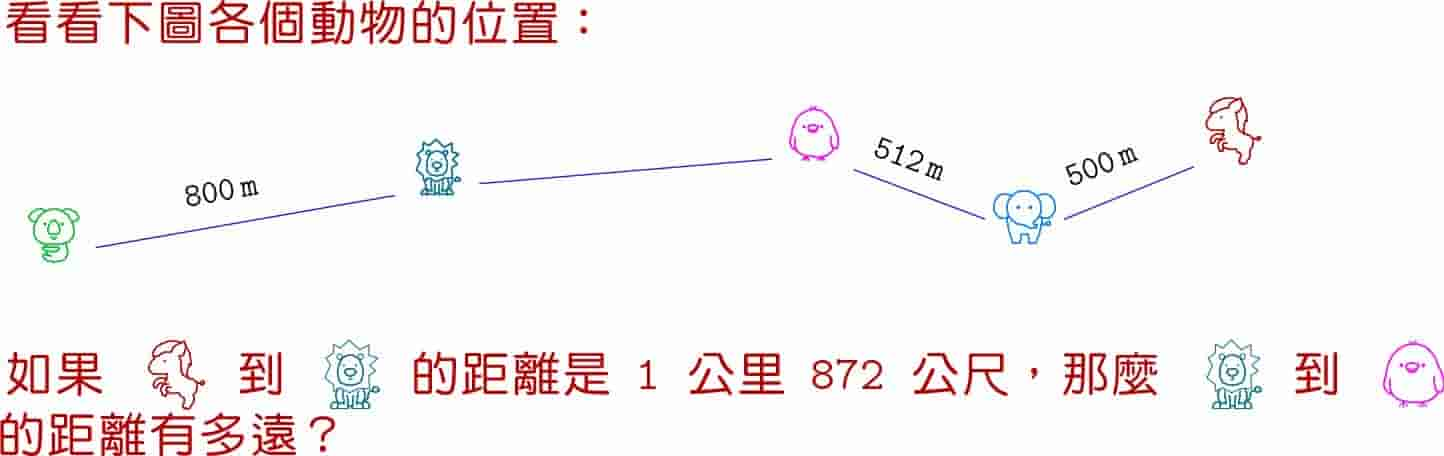 看看下圖各個動物的位置：
800 m
512 m
500 m
如果 到 的距離是 1 公里 872 公尺，那麼 到
的距離有多遠？